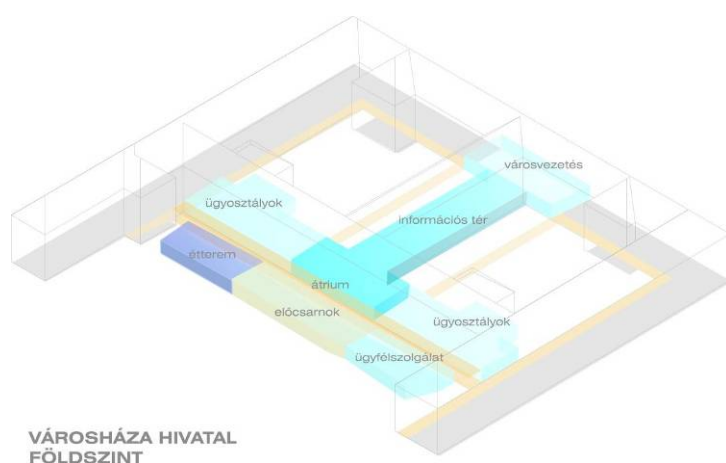 városvezetés
ügyosztályok
információs tér
étterem
átrium
előcsarnok
ügyosztályok
ügyfélszolgálat
VÁROSHÁZA HIVATAL
FÖLDSZINT